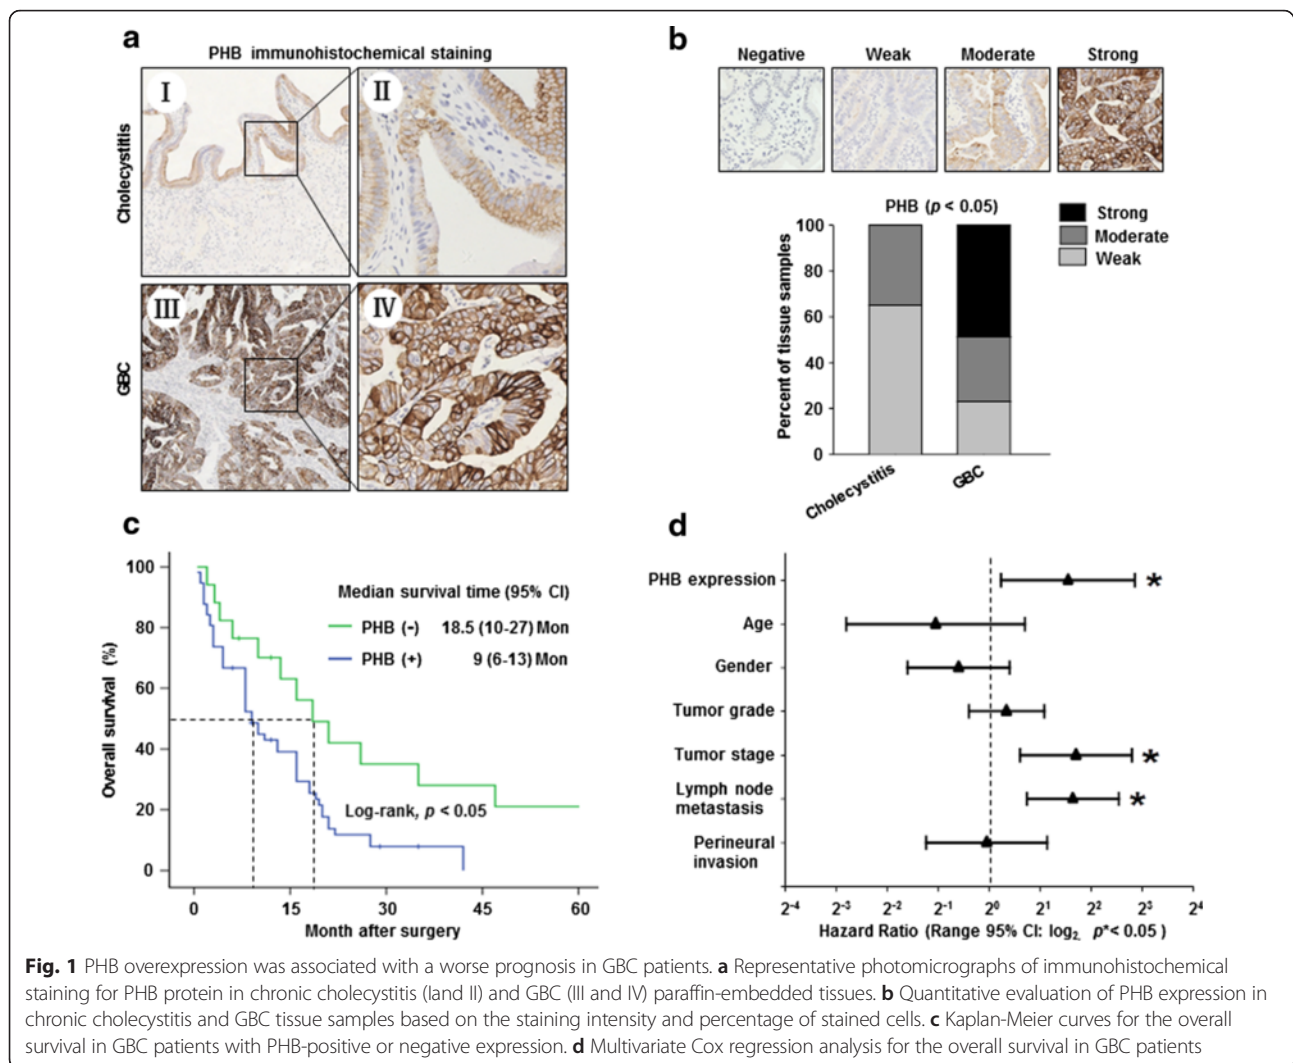 a
PHB immunohistochemical staining
Cholecystitis
I
II
GBC
III
IV
b
Negative Weak Moderate Strong
PHB (p < 0.05)
Strong
Moderate
Weak
Percent of tissue samples
100
80
60
40
20
0
Cholecystitis GBC
c
Overall survival (%)
100
80
60
40
20
0
Median survival time (95% CI)
PHB (-) 18.5 (10-27) Mon
PHB (+) 9 (6-13) Mon
Log-rank, p < 0.05
0 15 30 45 60
Month after surgery
d
PHB expression *
Age
Gender
Tumor grade
Tumor stage *
Lymph node
metastasis *
Perineural
invasion
2⁻⁴ 2⁻³ 2⁻² 2⁻¹ 2⁰ 2¹ 2² 2³ 2⁴
Hazard Ratio (Range 95% CI: log₂, p*< 0.05 )
Fig. 1 PHB overexpression was associated with a worse prognosis in GBC patients. a Representative photomicrographs of immunohistochemical
staining for PHB protein in chronic cholecystitis (Iand II) and GBC (III and IV) paraffin-embedded tissues. b Quantitative evaluation of PHB expression in
chronic cholecystitis and GBC tissue samples based on the staining intensity and percentage of stained cells. c Kaplan-Meier curves for the overall
survival in GBC patients with PHB-positive or negative expression. d Multivariate Cox regression analysis for the overall survival in GBC patients